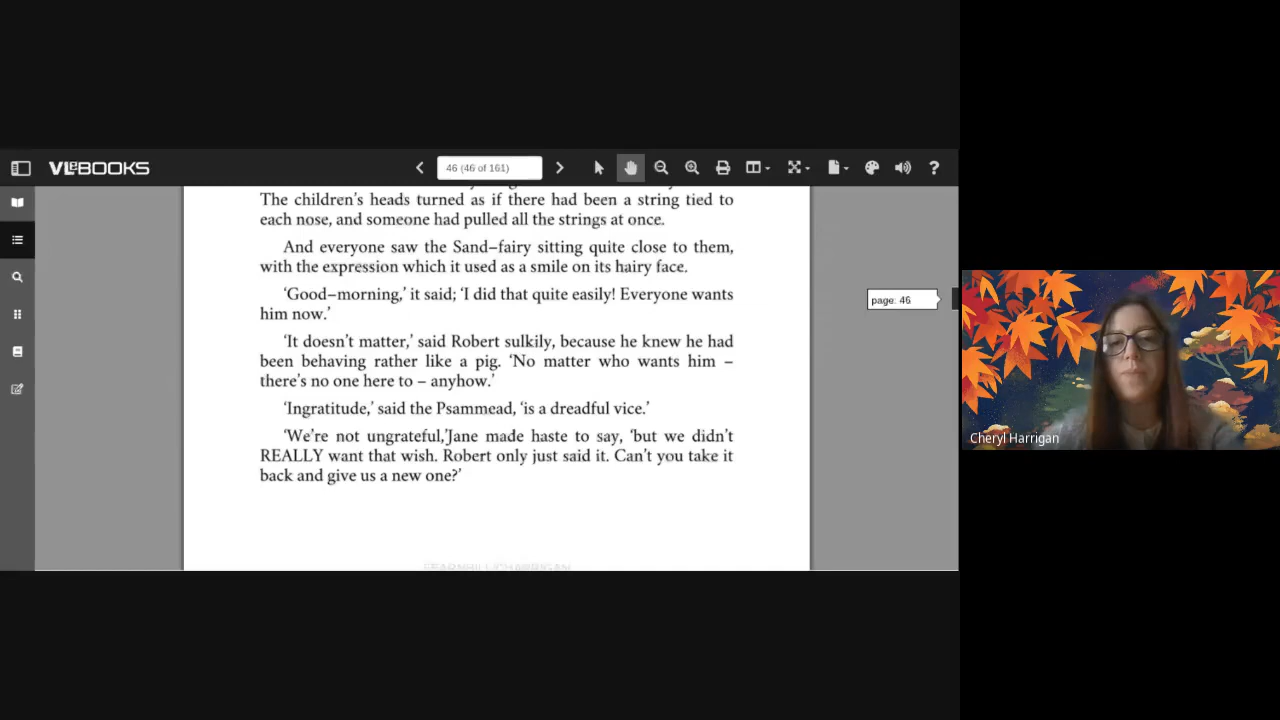 VLeBOOKS
46 (46 of 161)
The children’s heads turned as if there had been a string tied to
each nose, and someone had pulled all the strings at once.
And everyone saw the Sand–fairy sitting quite close to them,
with the expression which it used as a smile on its hairy face.
‘Good–morning,’ it said; ‘I did that quite easily! Everyone wants
him now.’
‘It doesn’t matter,’ said Robert sulkily, because he knew he had
been behaving rather like a pig. ‘No matter who wants him –
there’s no one here to – anyhow.’
‘Ingratitude,’ said the Psammead, ‘is a dreadful vice.’
‘We’re not ungrateful,’Jane made haste to say, ‘but we didn’t
REALLY want that wish. Robert only just said it. Can’t you take it
back and give us a new one?’
page: 46
Cheryl Harrigan